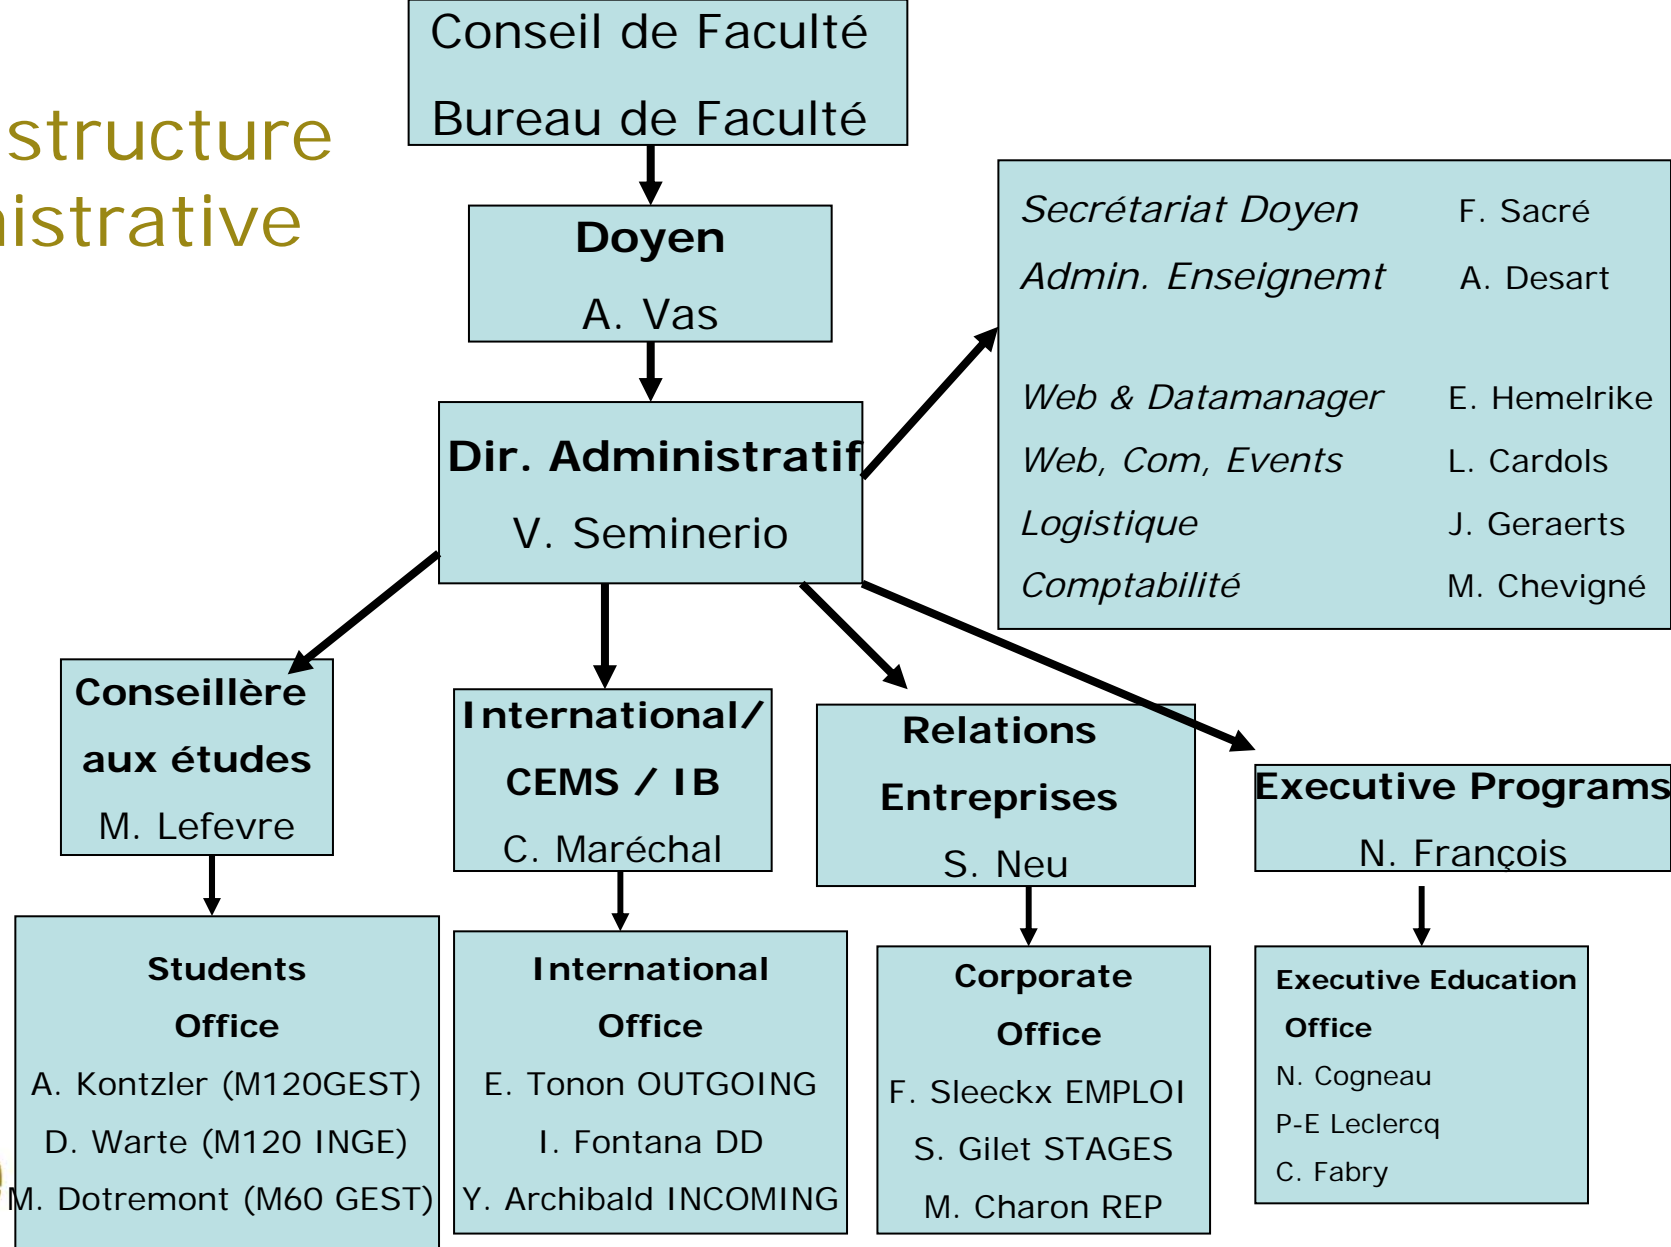 Conseil de Faculté
Bureau de Faculté
structure
nistrative
Doyen
A. Vas
Secrétariat Doyen F. Sacré
Admin. Enseignemt A. Desart
Web & Datamanager E. Hemelrike
Web, Com, Events L. Cardols
Logistique J. Geraerts
Comptabilité M. Chevigné
Dir. Administratif
V. Seminerio
Conseillère
aux études
M. Lefevre
International/
CEMS / IB
C. Maréchal
Relations
Entreprises
S. Neu
Executive Programs
N. François
Students
Office
A. Kontzler (M120GEST)
D. Warte (M120 INGE)
M. Dotremont (M60 GEST)
International
Office
E. Tonon OUTGOING
I. Fontana DD
Y. Archibald INCOMING
Corporate
Office
F. Sleeckx EMPLOI
S. Gilet STAGES
M. Charon REP
Executive Education
Office
N. Cogneau
P-E Leclercq
C. Fabry